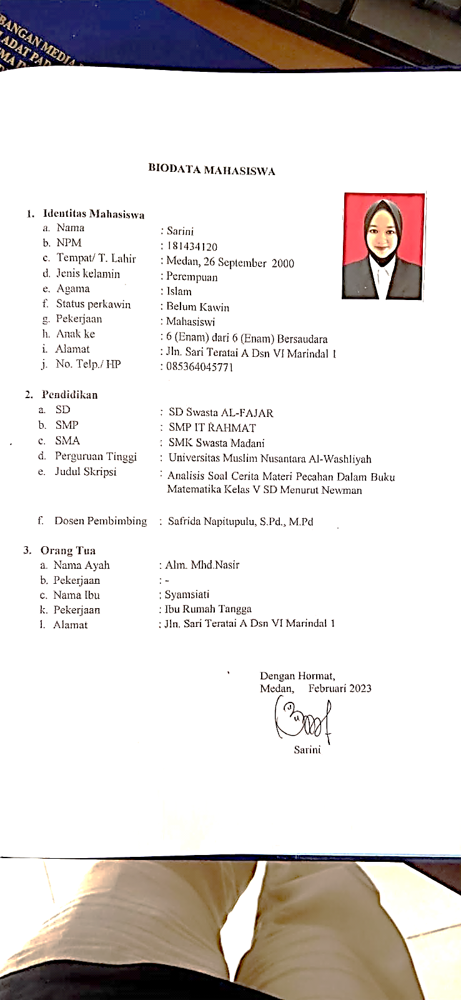 BANGAN MEDIA
ADAT PAD
MA
BIODATA MAHASISWA
1. Identitas Mahasiswa
a. Nama : Sarini
b. NPM : 181434120
c. Tempat/ T. Lahir : Medan, 26 September 2000
d. Jenis kelamin : Perempuan
e. Agama : Islam
f. Status perkawin : Belum Kawin
g. Pekerjaan : Mahasiswi
h. Anak ke : 6 (Enam) dari 6 (Enam) Bersaudara
i. Alamat : Jln. Sari Teratai A Dsn VI Marindal 1
j. No. Telp./ HP : 085364045771
2. Pendidikan
a. SD : SD Swasta AL-FAJAR
b. SMP : SMP IT RAHMAT
c. SMA : SMK Swasta Madani
d. Perguruan Tinggi : Universitas Muslim Nusantara Al-Washliyah
e. Judul Skripsi : Analisis Soal Cerita Materi Pecahan Dalam Buku
Matematika Kelas V SD Menurut Newman
f. Dosen Pembimbing : Safrida Napitupulu, S.Pd., M.Pd
3. Orang Tua
a. Nama Ayah : Alm. Mhd.Nasir
b. Pekerjaan : -
c. Nama Ibu : Syamsiati
k. Pekerjaan : Ibu Rumah Tangga
l. Alamat : Jln. Sari Teratai A Dsn VI Marindal 1
Dengan Hormat,
Medan, Februari 2023
Sarini